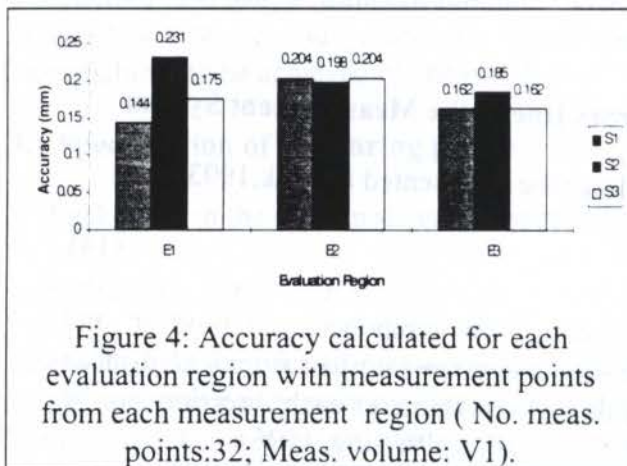 0.25
0.2
0.15
0.1
0.05
0
Accuracy (mm)
0.144
0.231
0.175
0.204
0.198
0.204
0.162
0.185
0.162
E1
E2
E3
Evaluation Region
S1
S2
S3
Figure 4: Accuracy calculated for each
evaluation region with measurement points
from each measurement region ( No. meas.
points:32; Meas. volume: V1).